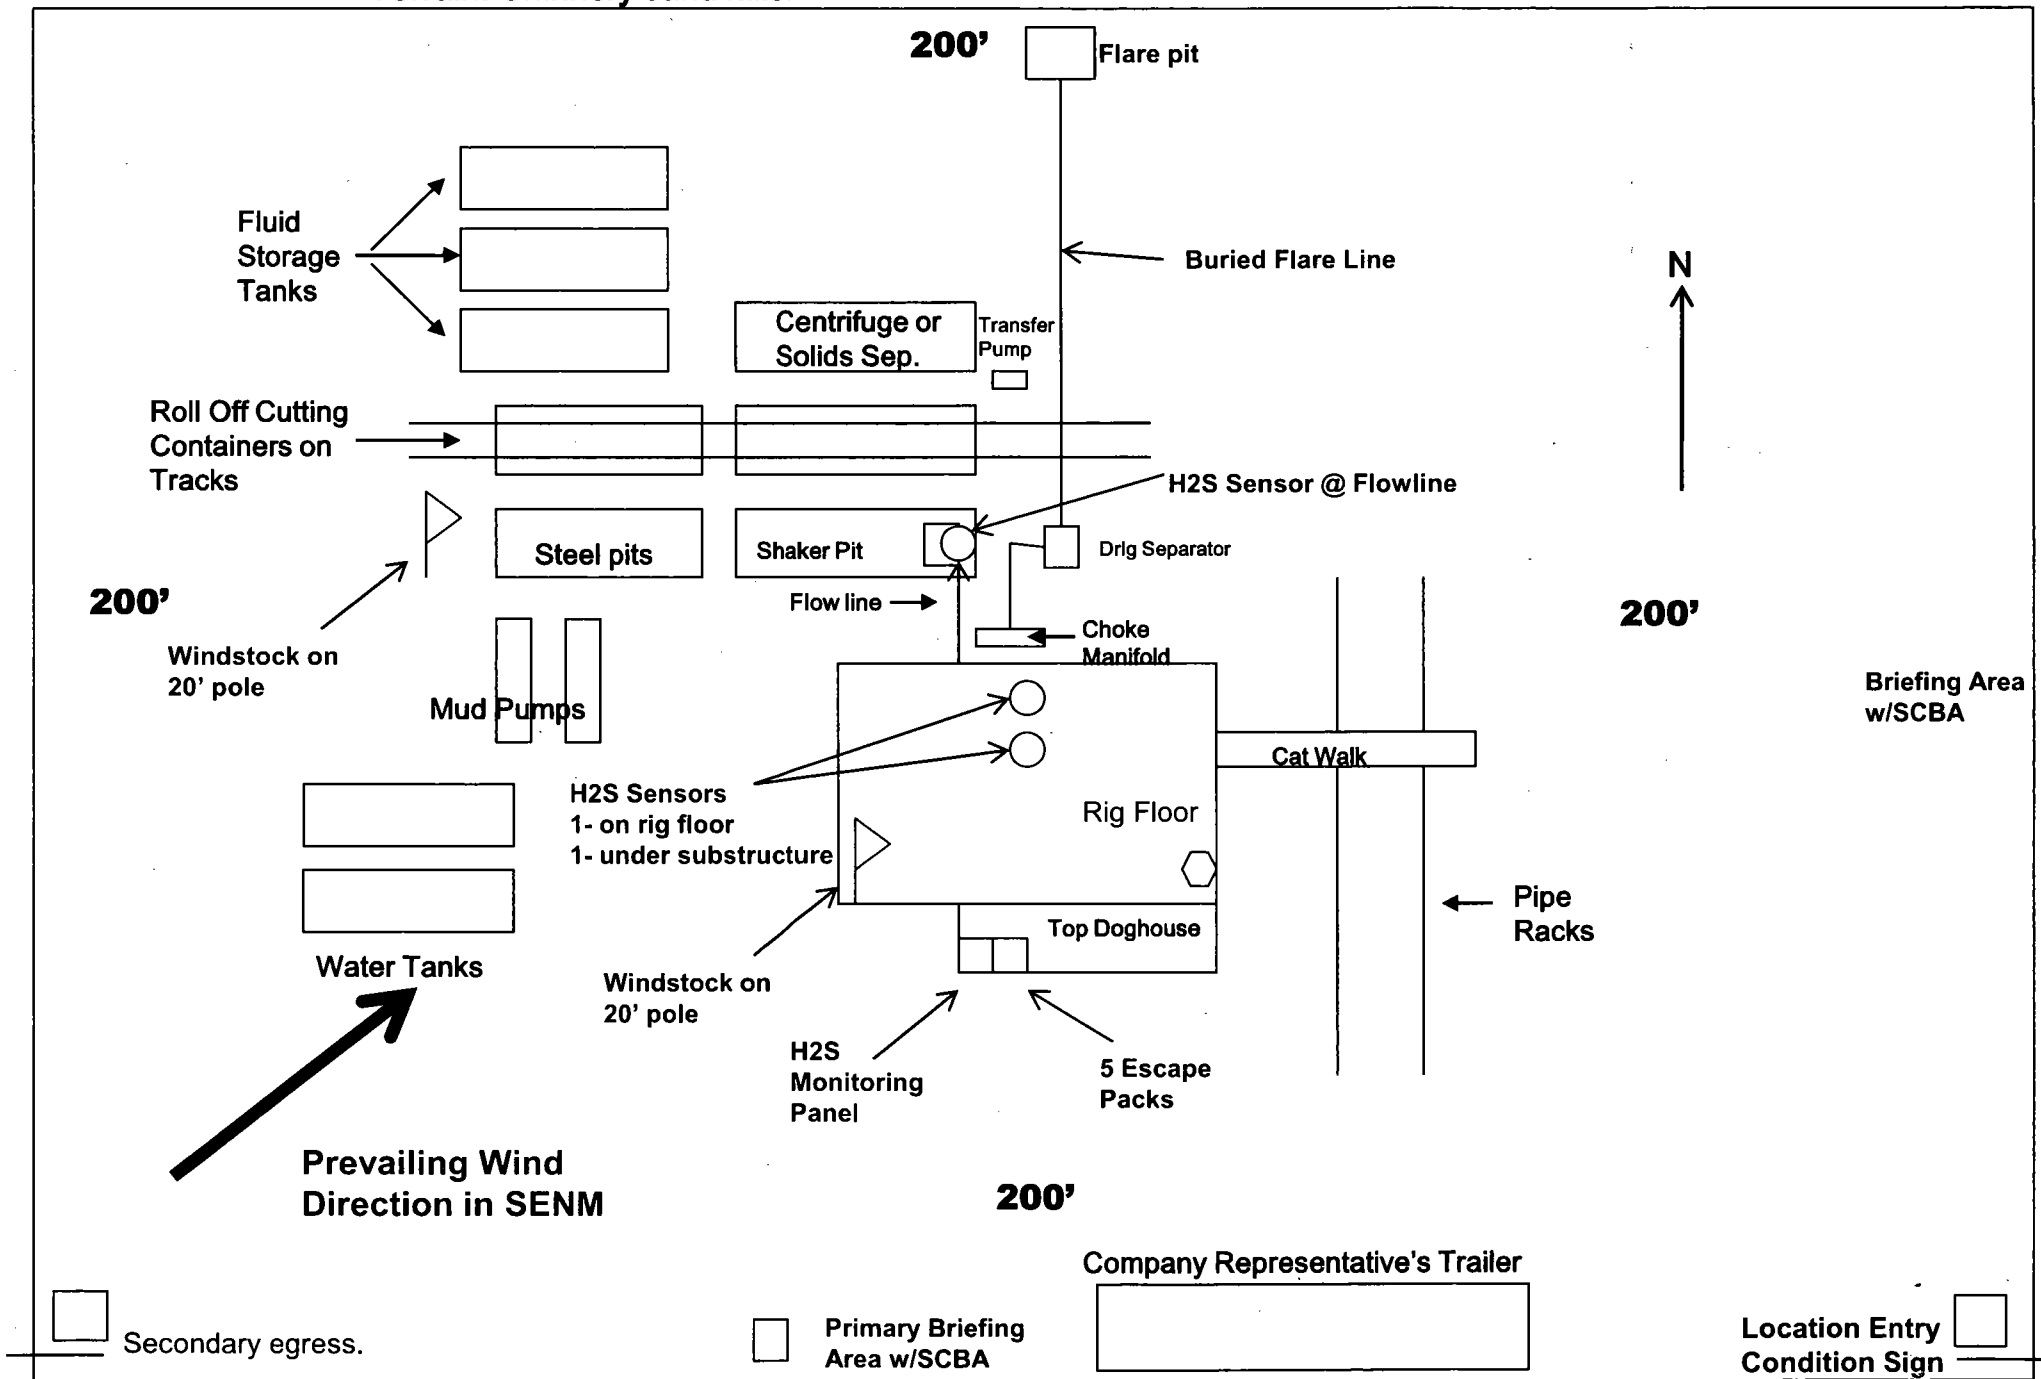 200’
Flare pit
Fluid
Storage
Tanks
Buried Flare Line
N
Centrifuge or
Solids Sep.
Transfer
Pump
Roll Off Cutting
Containers on
Tracks
H2S Sensor @ Flowline
Steel pits
Shaker Pit
Drlg Separator
200’
Flow line
200’
Choke
Manifold
Windstock on
20’ pole
Mud Pumps
Briefing Area
w/SCBA
Cat Walk
H2S Sensors
1- on rig floor
1- under substructure
Rig Floor
Pipe
Racks
Top Doghouse
Water Tanks
Windstock on
20’ pole
H2S
Monitoring
Panel
5 Escape
Packs
Prevailing Wind
Direction in SENM
200’
Company Representative's Trailer
Secondary egress.
Primary Briefing
Area w/SCBA
Location Entry
Condition Sign